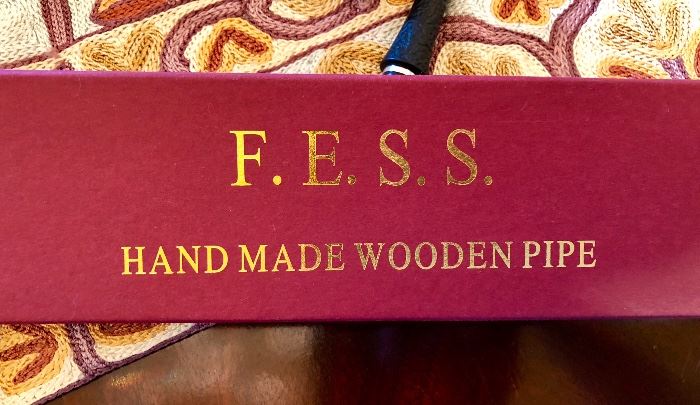 F. E. S. S.
HAND MADE WOODEN PIPE